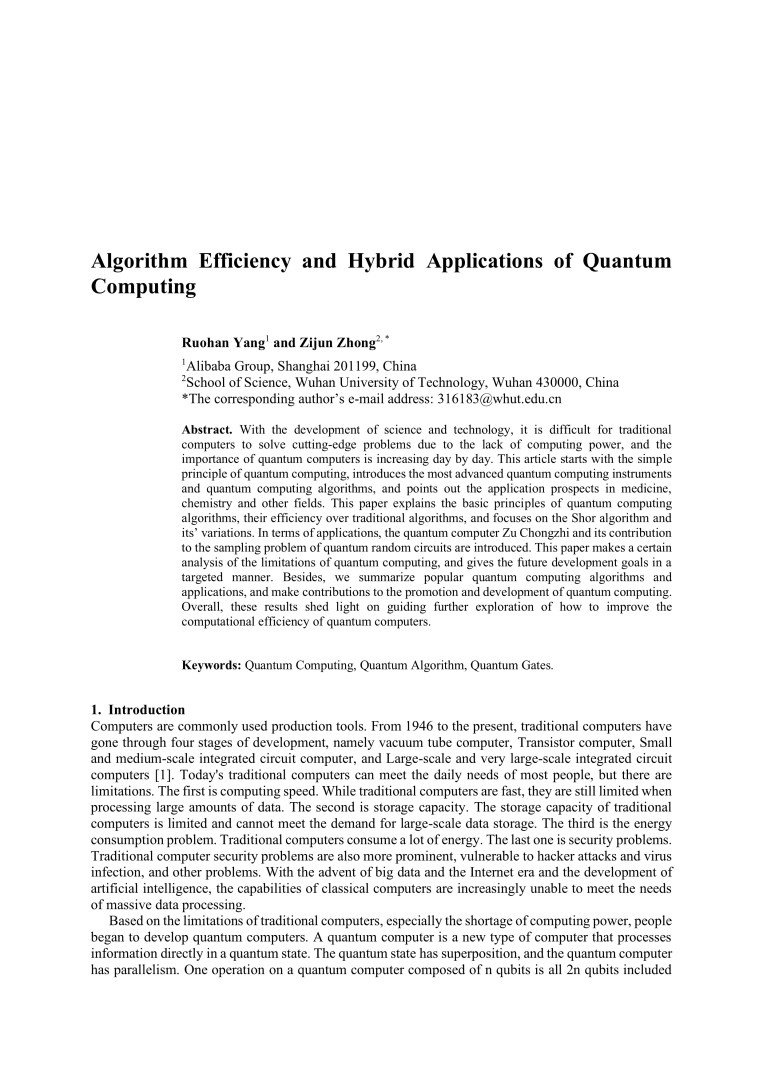 Algorithm Efficiency and Hybrid Applications of Quantum
Computing
Ruohan Yang1 and Zijun Zhong2, *
1Alibaba Group, Shanghai 201199, China
2School of Science, Wuhan University of Technology, Wuhan 430000, China
*The corresponding author's e-mail address: 316183@whut.edu.cn
Abstract. With the development of science and technology, it is difficult for traditional
computers to solve cutting-edge problems due to the lack of computing power, and the
importance of quantum computers is increasing day by day. This article starts with the simple
principle of quantum computing, introduces the most advanced quantum computing instruments
and quantum computing algorithms, and points out the application prospects in medicine,
chemistry and other fields. This paper explains the basic principles of quantum computing
algorithms, their efficiency over traditional algorithms, and focuses on the Shor algorithm and
its' variations. In terms of applications, the quantum computer Zu Chongzhi and its contribution
to the sampling problem of quantum random circuits are introduced. This paper makes a certain
analysis of the limitations of quantum computing, and gives the future development goals in a
targeted manner. Besides, we summarize popular quantum computing algorithms and
applications, and make contributions to the promotion and development of quantum computing.
Overall, these results shed light on guiding further exploration of how to improve the
computational efficiency of quantum computers.
Keywords: Quantum Computing, Quantum Algorithm, Quantum Gates.
1. Introduction
Computers are commonly used production tools. From 1946 to the present, traditional computers have
gone through four stages of development, namely vacuum tube computer, Transistor computer, Small
and medium-scale integrated circuit computer, and Large-scale and very large-scale integrated circuit
computers [1]. Today's traditional computers can meet the daily needs of most people, but there are
limitations. The first is computing speed. While traditional computers are fast, they are still limited when
processing large amounts of data. The second is storage capacity. The storage capacity of traditional
computers is limited and cannot meet the demand for large-scale data storage. The third is the energy
consumption problem. Traditional computers consume a lot of energy. The last one is security problems.
Traditional computer security problems are also more prominent, vulnerable to hacker attacks and virus
infection, and other problems. With the advent of big data and the Internet era and the development of
artificial intelligence, the capabilities of classical computers are increasingly unable to meet the needs
of massive data processing.
Based on the limitations of traditional computers, especially the shortage of computing power, people
began to develop quantum computers. A quantum computer is a new type of computer that processes
information directly in a quantum state. The quantum state has superposition, and the quantum computer
has parallelism. One operation on a quantum computer composed of n qubits is all 2n qubits included